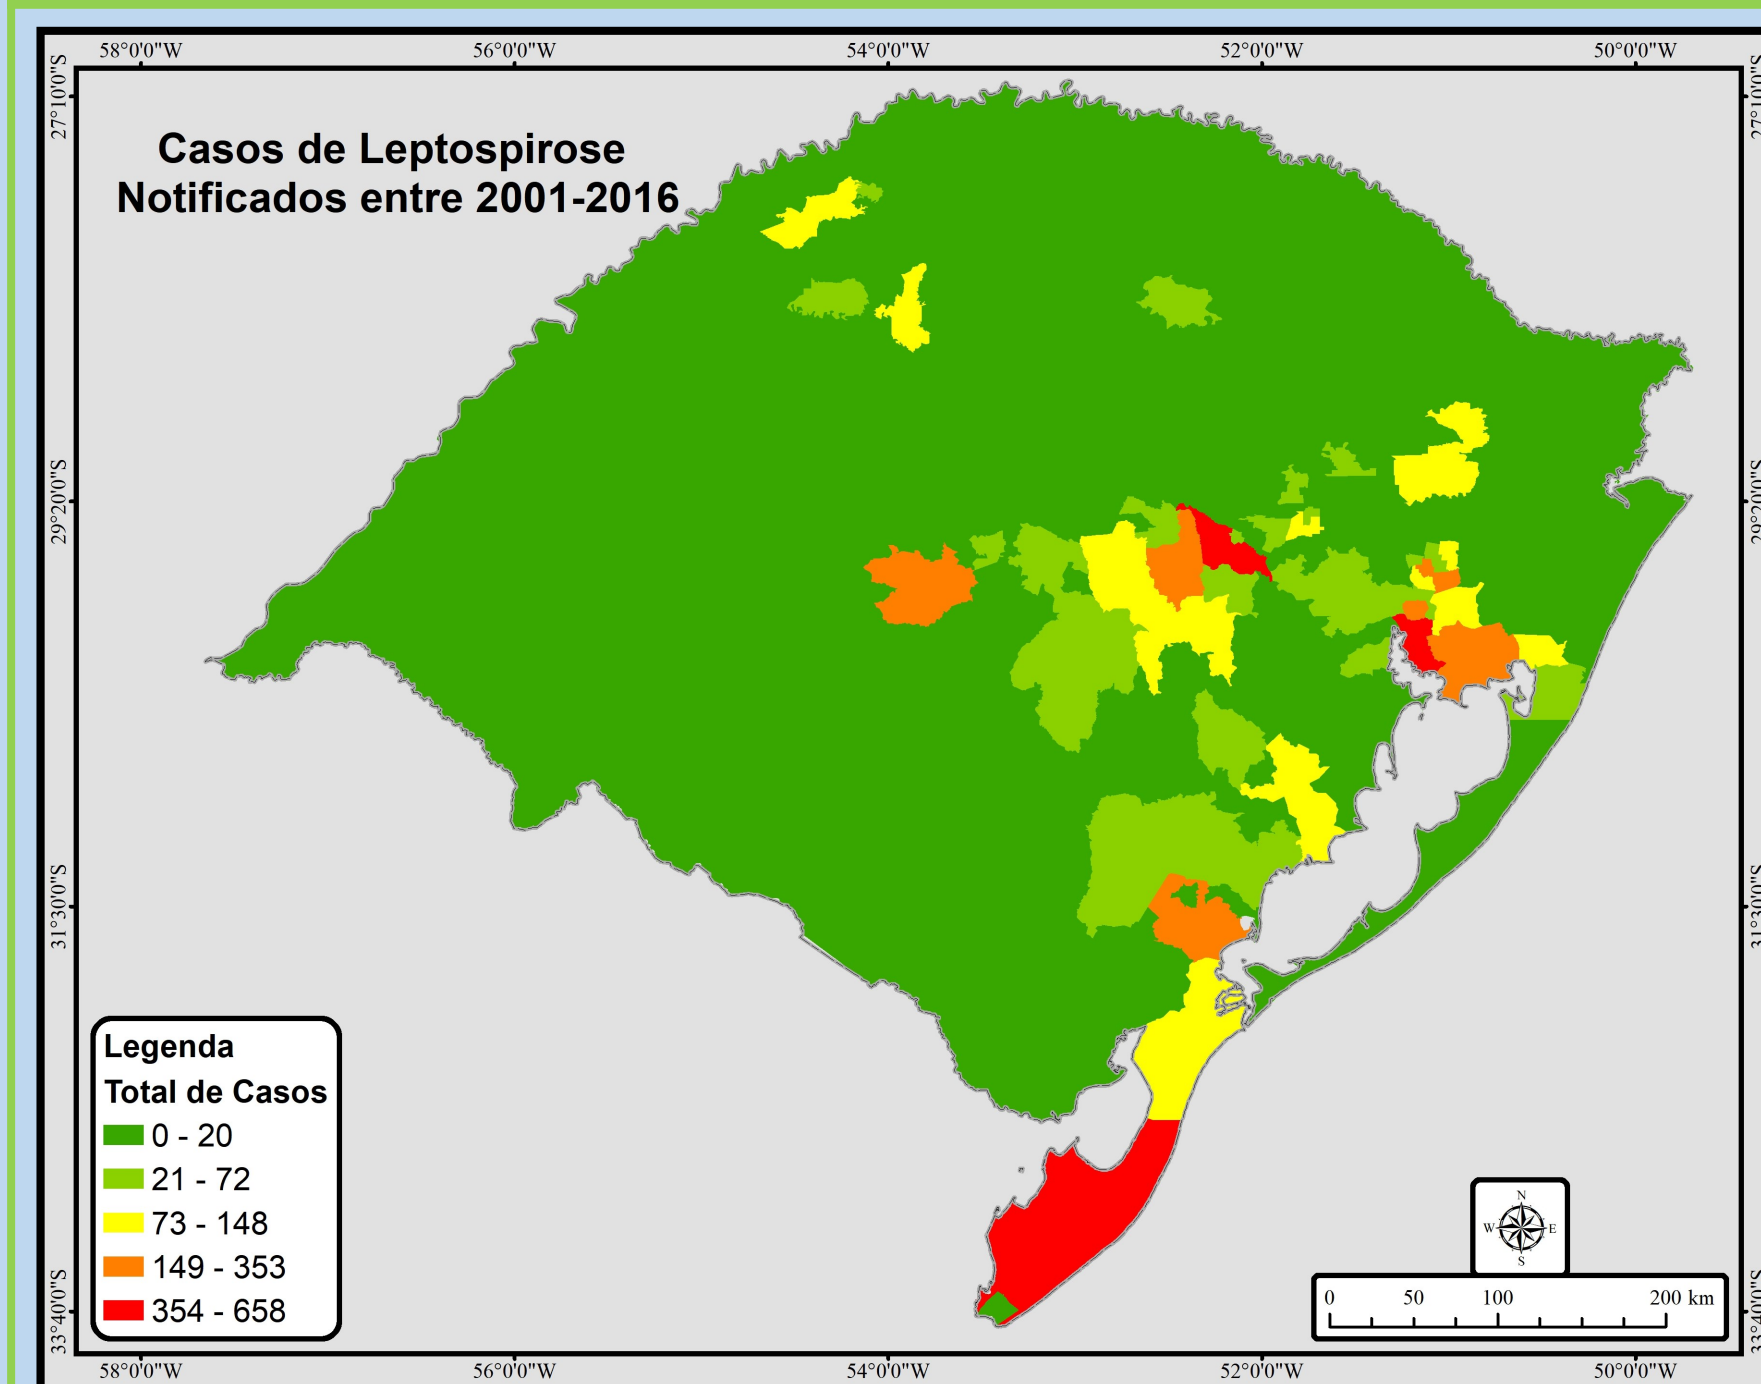 58°0'0"W 56°0'0"W 54°0'0"W 52°0'0"W 50°0'0"W
27°10'0"S
27°10'0"S
Casos de Leptospirose
Notificados entre 2001-2016
29°20'0"S
29°20'0"S
31°30'0"S
31°30'0"S
Legenda
Total de Casos
0 - 20
21 - 72
73 - 148
149 - 353
354 - 658
N
W E
S
0 50 100 200 km
33°40'0"S
33°40'0"S
58°0'0"W 56°0'0"W 54°0'0"W 52°0'0"W 50°0'0"W